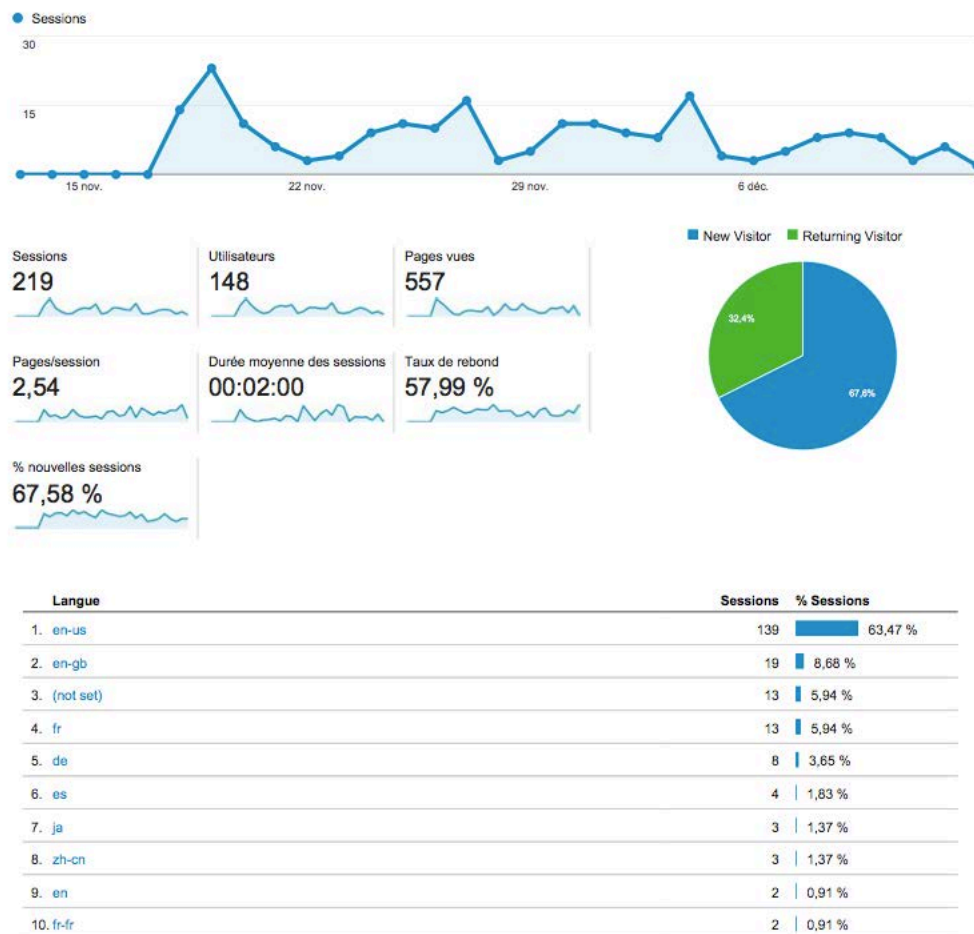 Sessions
30
15
15 nov. 22 nov. 29 nov. 6 déc.
New Visitor Returning Visitor
Sessions Utilisateurs Pages vues
219 148 557
32,4%
67,6%
Pages/session Durée moyenne des sessions Taux de rebond
2,54 00:02:00 57,99 %
% nouvelles sessions
67,58 %
Langue Sessions % Sessions
1. en-us 139 63,47 %
2. en-gb 19 8,68 %
3. (not set) 13 5,94 %
4. fr 13 5,94 %
5. de 8 3,65 %
6. es 4 1,83 %
7. ja 3 1,37 %
8. zh-cn 3 1,37 %
9. en 2 0,91 %
10. fr-fr 2 0,91 %